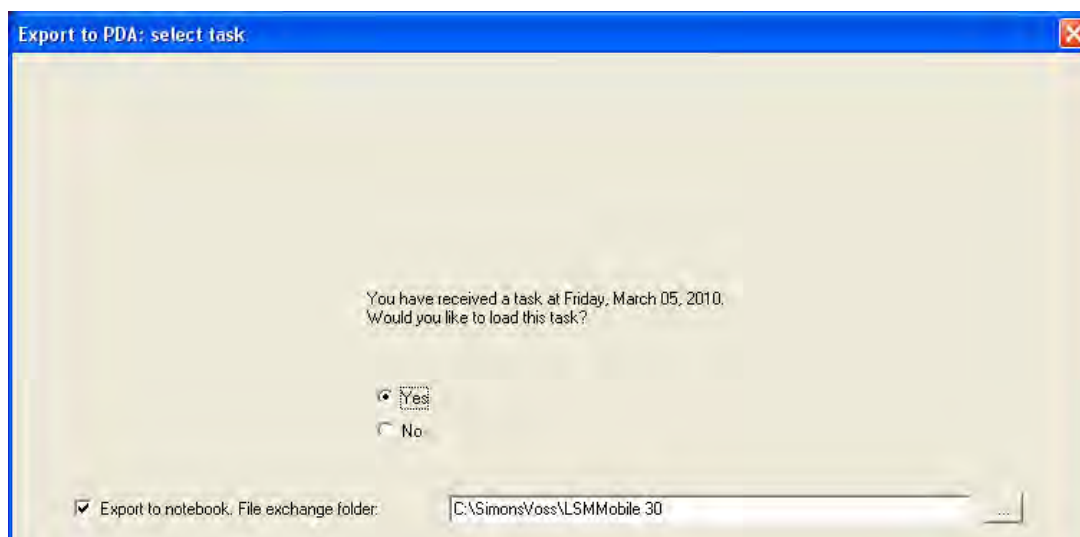 Export to PDA: select task
You have received a task at Friday, March 05, 2010.
Would you like to load this task?
Yes
No
Export to notebook. File exchange folder:
C:\SimonsVoss\LSMMobile 30
...